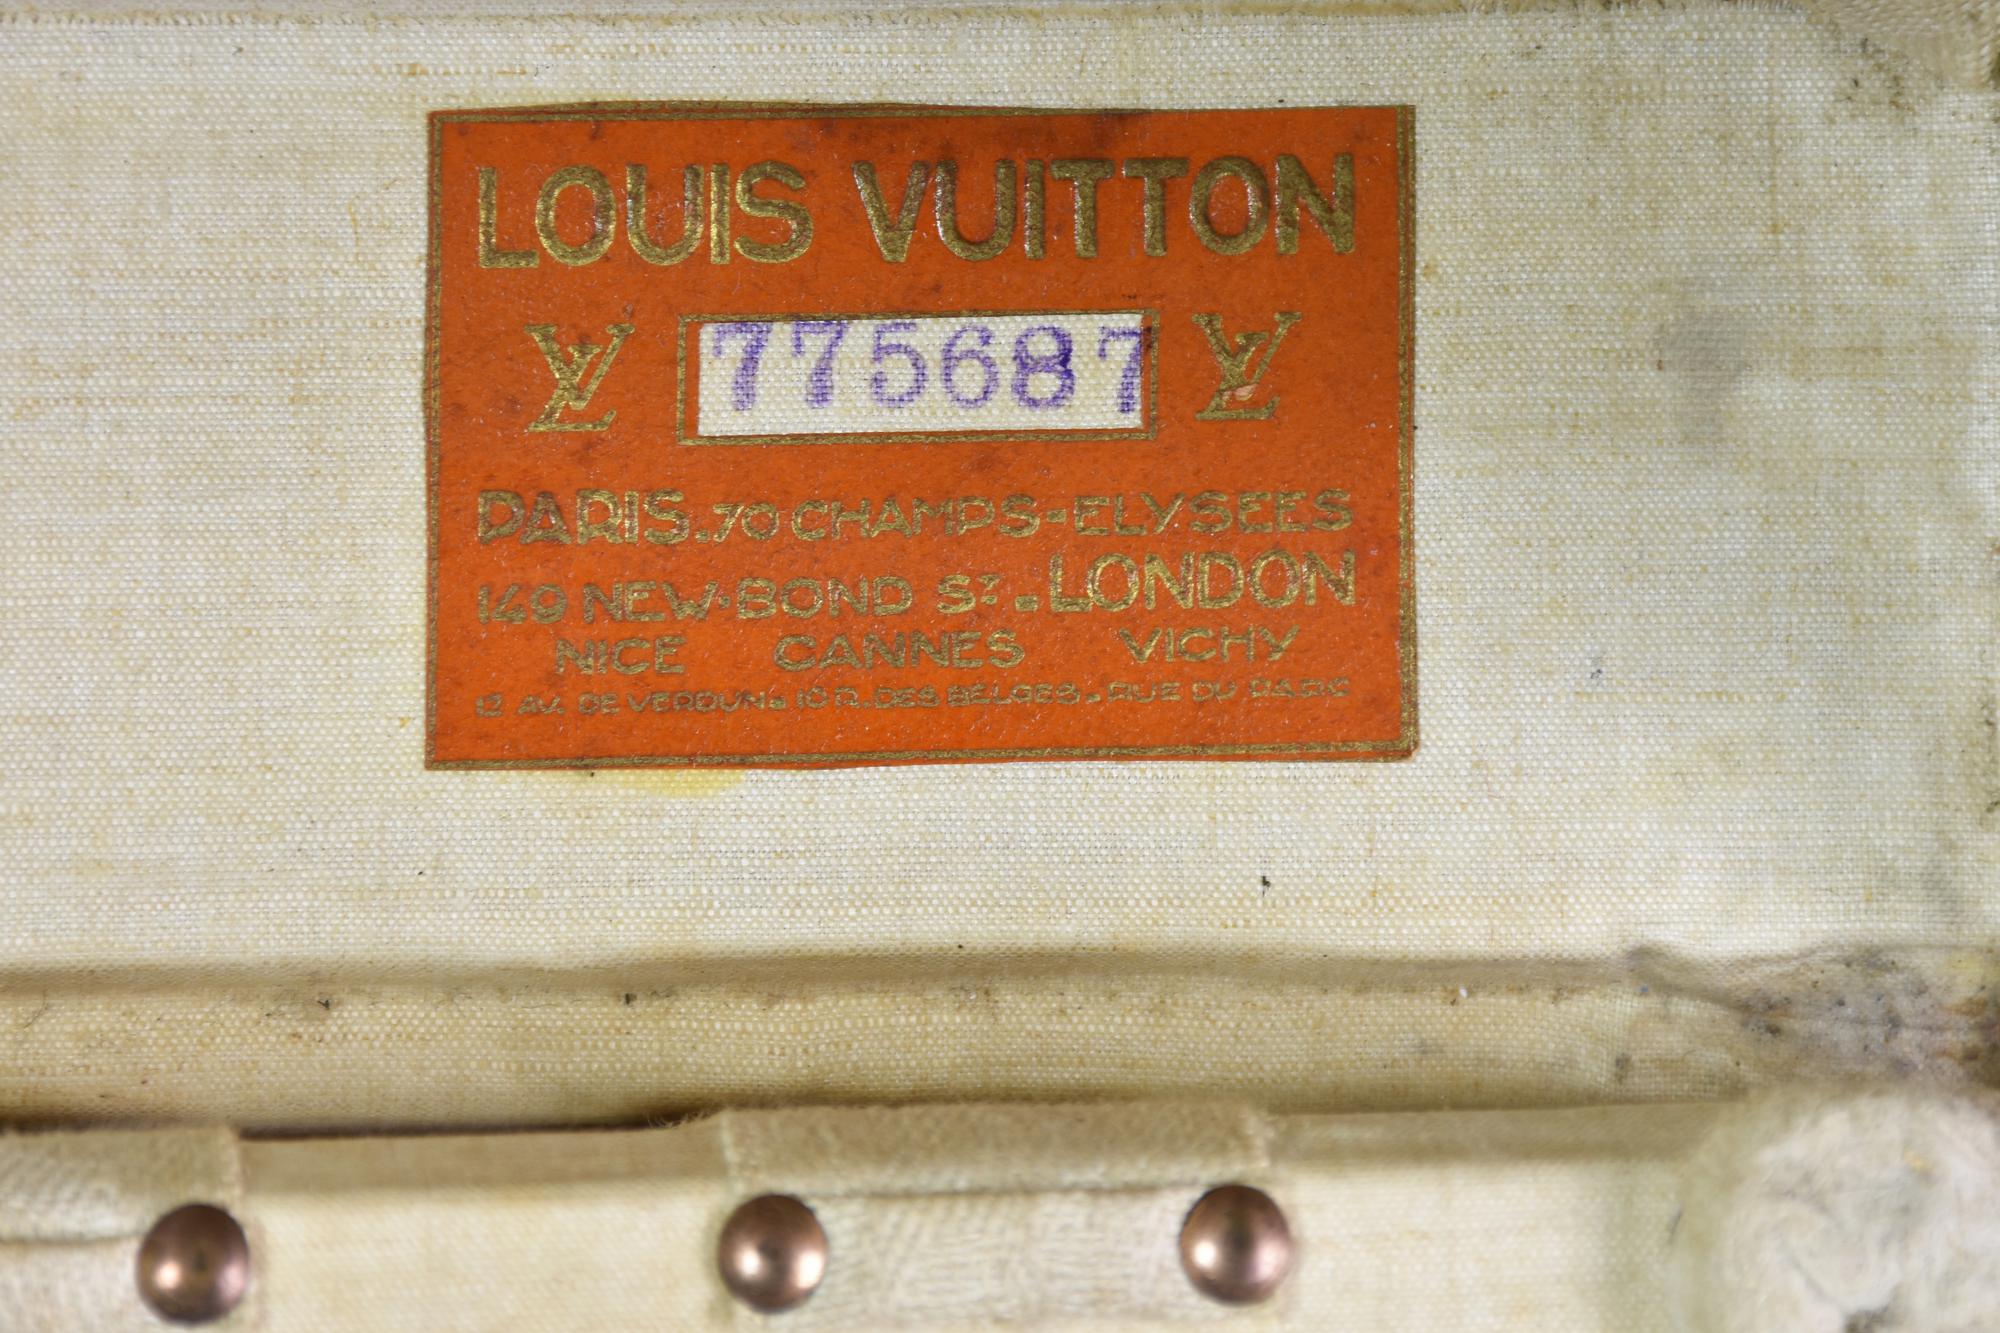 LOUIS VUITTON
LV 775687 LV
PARIS.70 CHAMPS-ELYSEES
149 NEW·BOND ST.LONDON
NICE CANNES VICHY
12 AV. DE VERDUN. 10 R. DES BELGES. RUE DU PARC